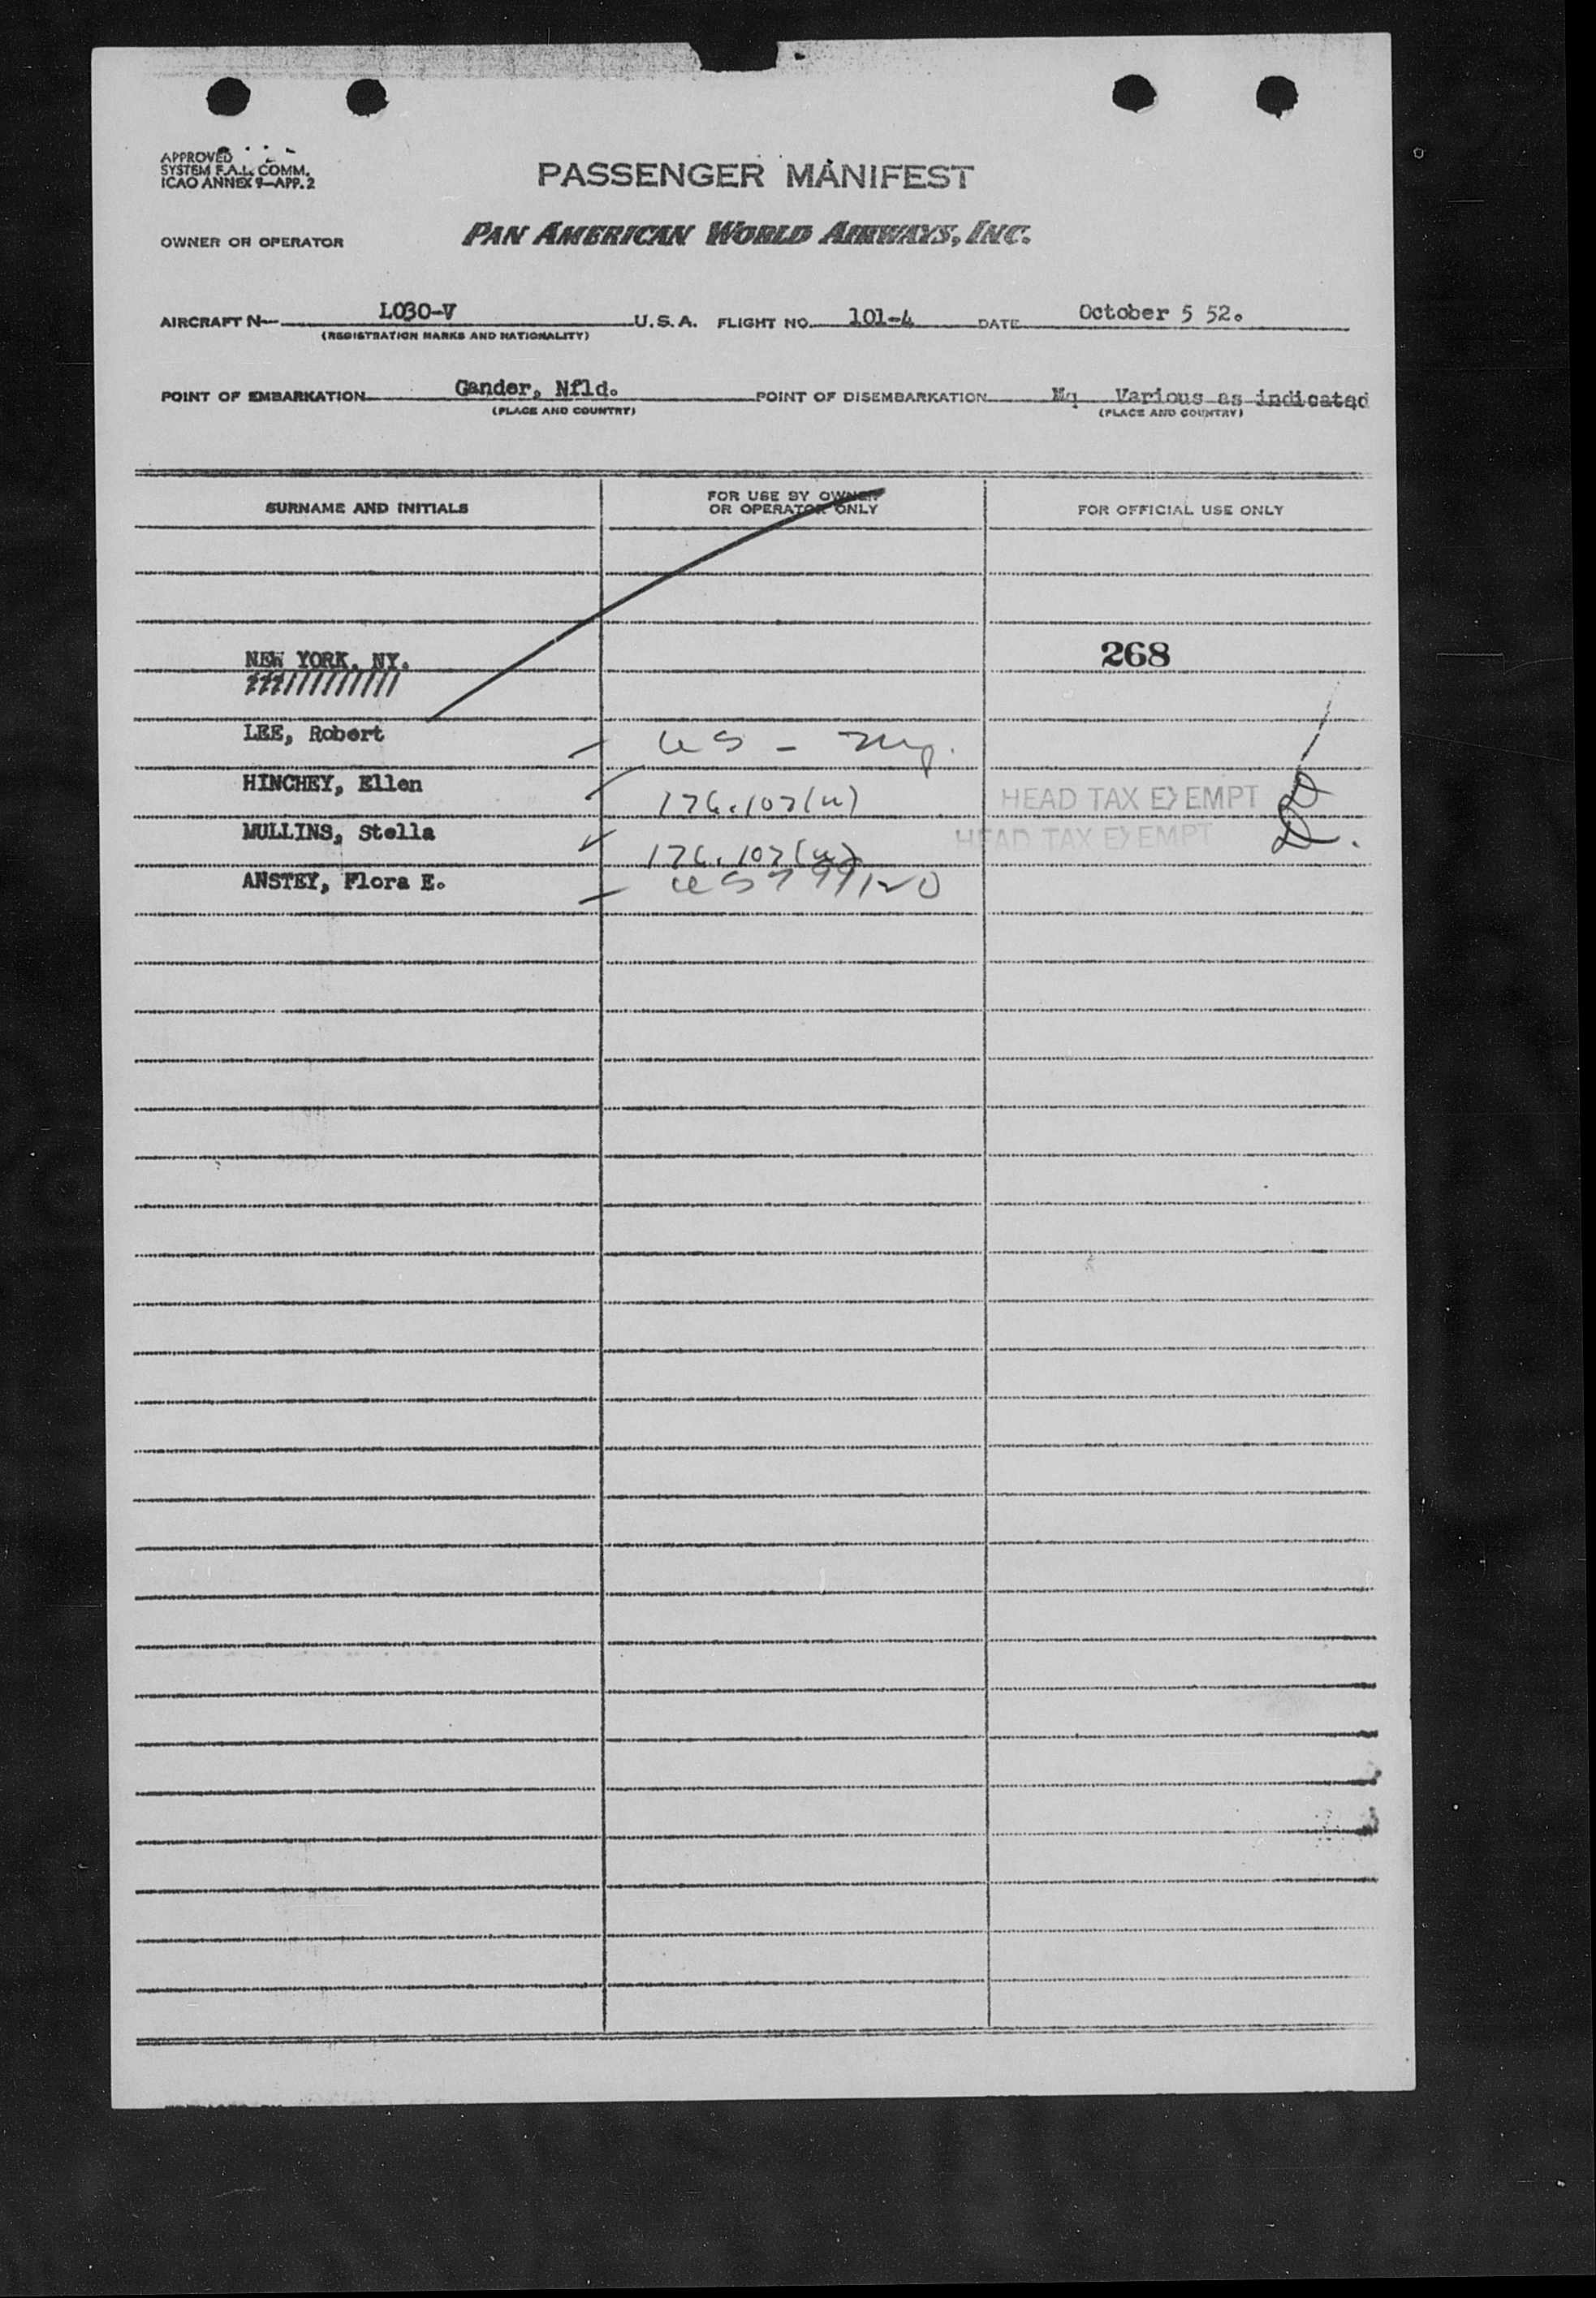 APPROVED
SYSTEM F.A.L. COMM.
ICAO ANNEX 9—APP. 2
PASSENGER MANIFEST
OWNER OR OPERATOR PAN AMERICAN WORLD AIRWAYS, INC.
AIRCRAFT N— L030-V U.S.A. FLIGHT NO. 101-4 DATE October 5 52.
(REGISTRATION MARKS AND NATIONALITY)
POINT OF EMBARKATION Gander, Nfld. POINT OF DISEMBARKATION Various as indicated
(PLACE AND COUNTRY) (PLACE AND COUNTRY)
SURNAME AND INITIALS FOR USE BY OWNER OR OPERATOR ONLY FOR OFFICIAL USE ONLY
NEW YORK, NY. 268
LEE, Robert US -
HINCHEY, Ellen 176.107(u) HEAD TAX EXEMPT
MULLINS, Stella 176.107(u) HEAD TAX EXEMPT
ANSTEY, Flora E.